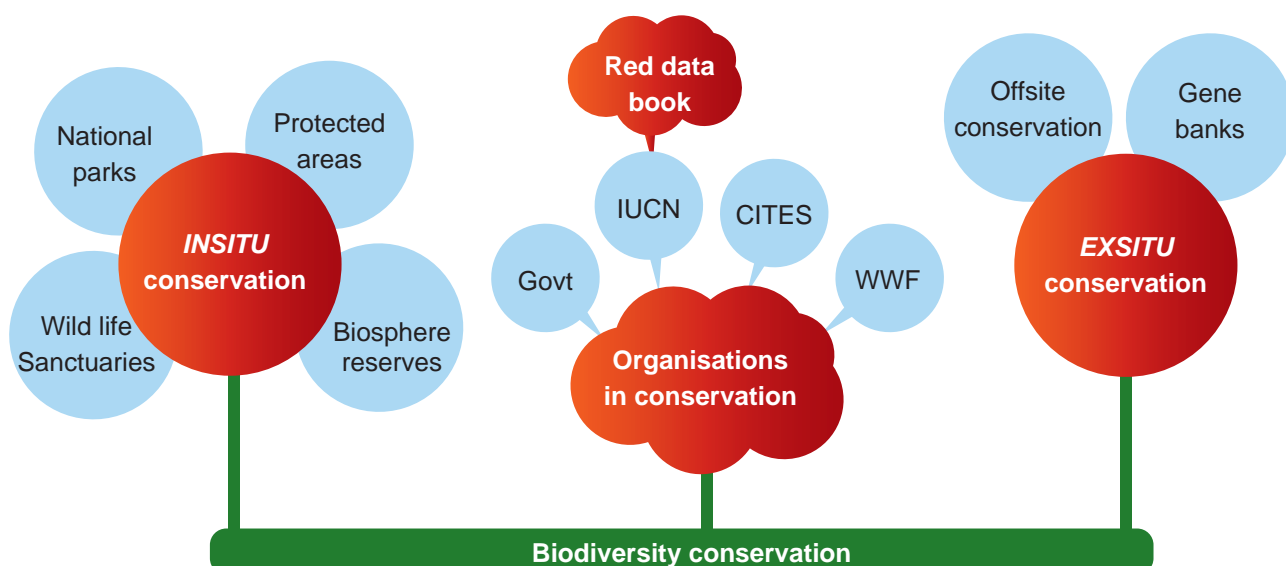 Red data
book
National
parks
Protected
areas
Offsite
conservation
Gene
banks
IUCN
CITES
INSITU
conservation
EXSITU
conservation
Govt
WWF
Wild life
Sanctuaries
Biosphere
reserves
Organisations
in conservation
Biodiversity conservation